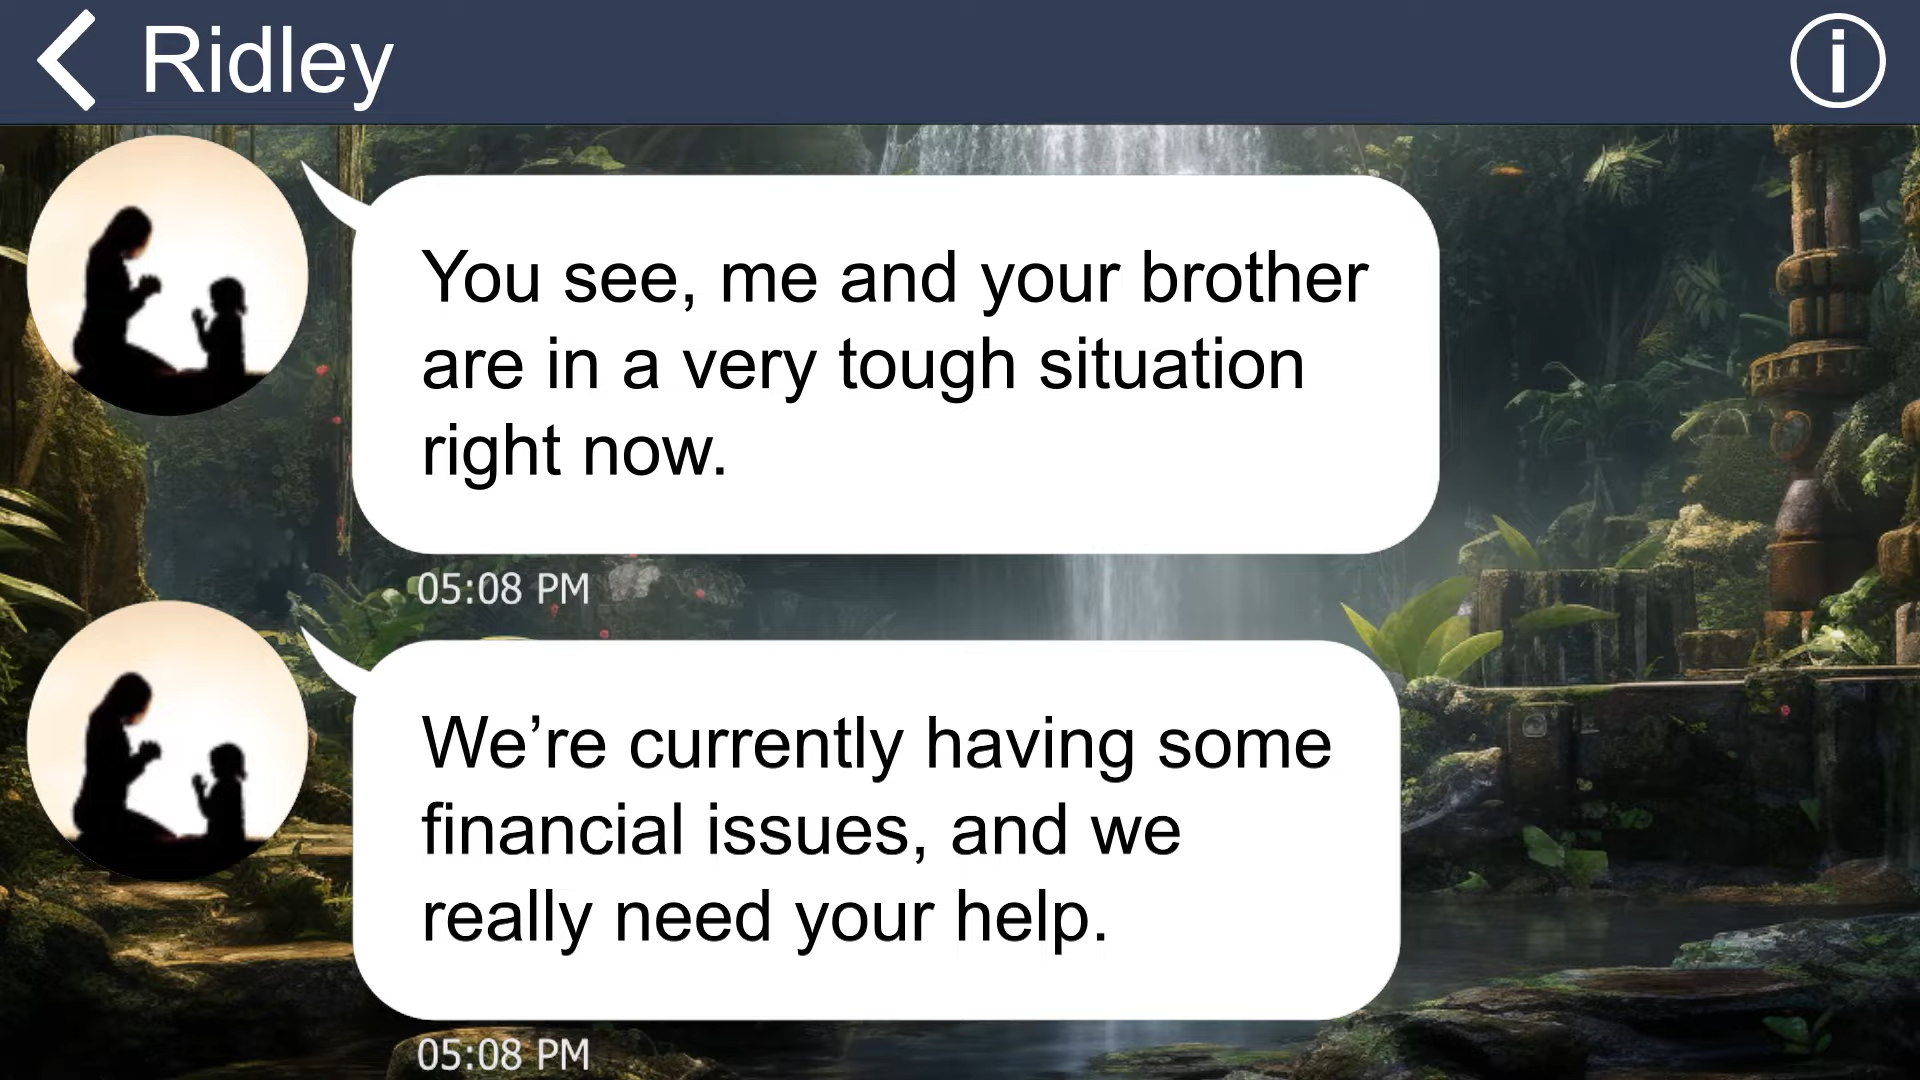 Ridley
You see, me and your brother
are in a very tough situation
right now.
05:08 PM
We’re currently having some
financial issues, and we
really need your help.
05:08 PM